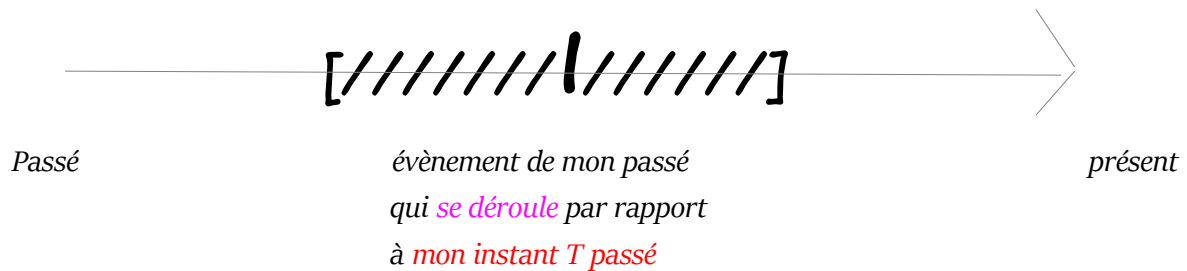 Passé
évènement de mon passé
présent
qui se déroule par rapport
à mon instant T passé